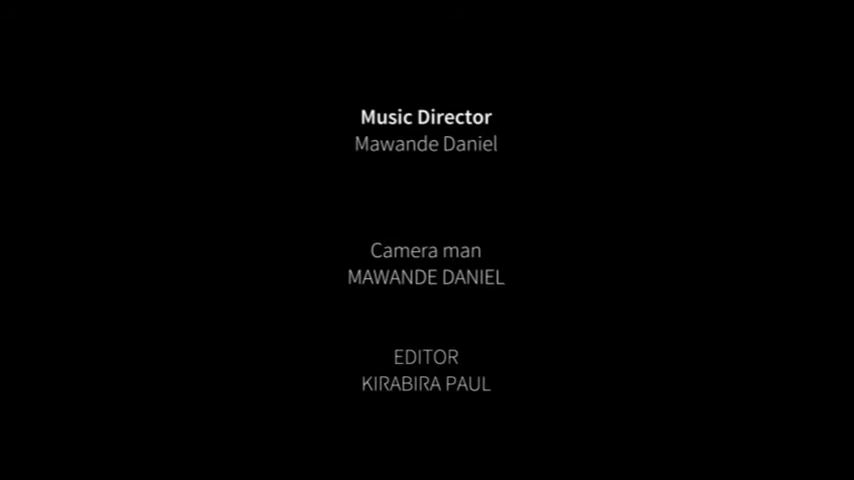 Music Director
Mawande Daniel
Camera man
MAWANDE DANIEL
EDITOR
KIRABIRA PAUL